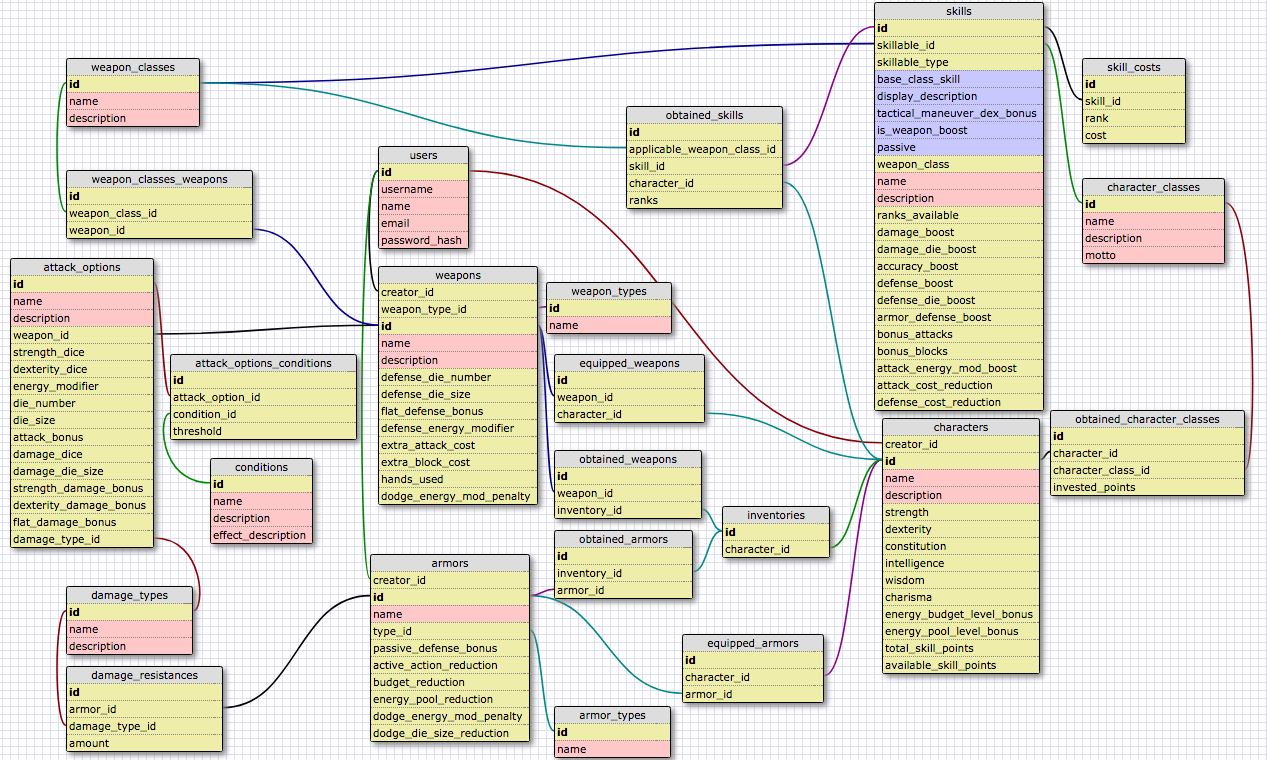 skills
id
skillable_id
skillable_type
base_class_skill
display_description
tactical_maneuver_dex_bonus
is_weapon_boost
passive
weapon_class
name
description
ranks_available
damage_boost
damage_die_boost
accuracy_boost
defense_boost
defense_die_boost
armor_defense_boost
bonus_attacks
bonus_blocks
attack_energy_mod_boost
attack_cost_reduction
defense_cost_reduction
weapon_classes
id
name
description
skill_costs
id
skill_id
rank
cost
obtained_skills
id
applicable_weapon_class_id
skill_id
character_id
ranks
users
id
username
name
email
password_hash
weapon_classes_weapons
id
weapon_class_id
weapon_id
character_classes
id
name
description
motto
attack_options
id
name
description
weapon_id
strength_dice
dexterity_dice
energy_modifier
die_number
die_size
attack_bonus
damage_dice
damage_die_size
strength_damage_bonus
dexterity_damage_bonus
flat_damage_bonus
damage_type_id
weapons
creator_id
weapon_type_id
id
name
description
defense_die_number
defense_die_size
flat_defense_bonus
defense_energy_modifier
extra_attack_cost
extra_block_cost
hands_used
dodge_energy_mod_penalty
weapon_types
id
name
attack_options_conditions
id
attack_option_id
condition_id
threshold
equipped_weapons
id
weapon_id
character_id
obtained_character_classes
id
character_id
character_class_id
invested_points
characters
creator_id
id
name
description
strength
dexterity
constitution
intelligence
wisdom
charisma
energy_budget_level_bonus
energy_pool_level_bonus
total_skill_points
available_skill_points
conditions
id
name
description
effect_description
obtained_weapons
id
weapon_id
inventory_id
inventories
id
character_id
obtained_armors
id
inventory_id
armor_id
armors
creator_id
id
name
type_id
passive_defense_bonus
active_action_reduction
budget_reduction
energy_pool_reduction
dodge_energy_mod_penalty
dodge_die_size_reduction
damage_types
id
name
description
equipped_armors
id
character_id
armor_id
damage_resistances
id
armor_id
damage_type_id
amount
armor_types
id
name